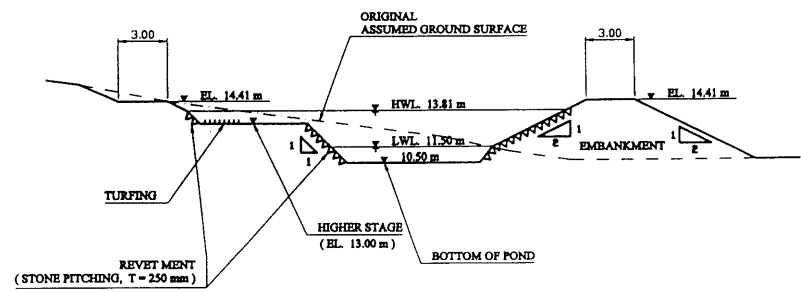 ORIGINAL
ASSUMED GROUND SURFACE
3.00
3.00
EL. 14.41 m
HWL. 13.81
EL. 14.41 m
LWL. 11.50 m
10.50 m
1
1
1
2
EMBANKMENT
1
2
TURFING
HIGHER STAGE
( EL. 13.00 m )
BOTTOM OF POND
REVET MENT
( STONE PITCHING, T = 250 mm )